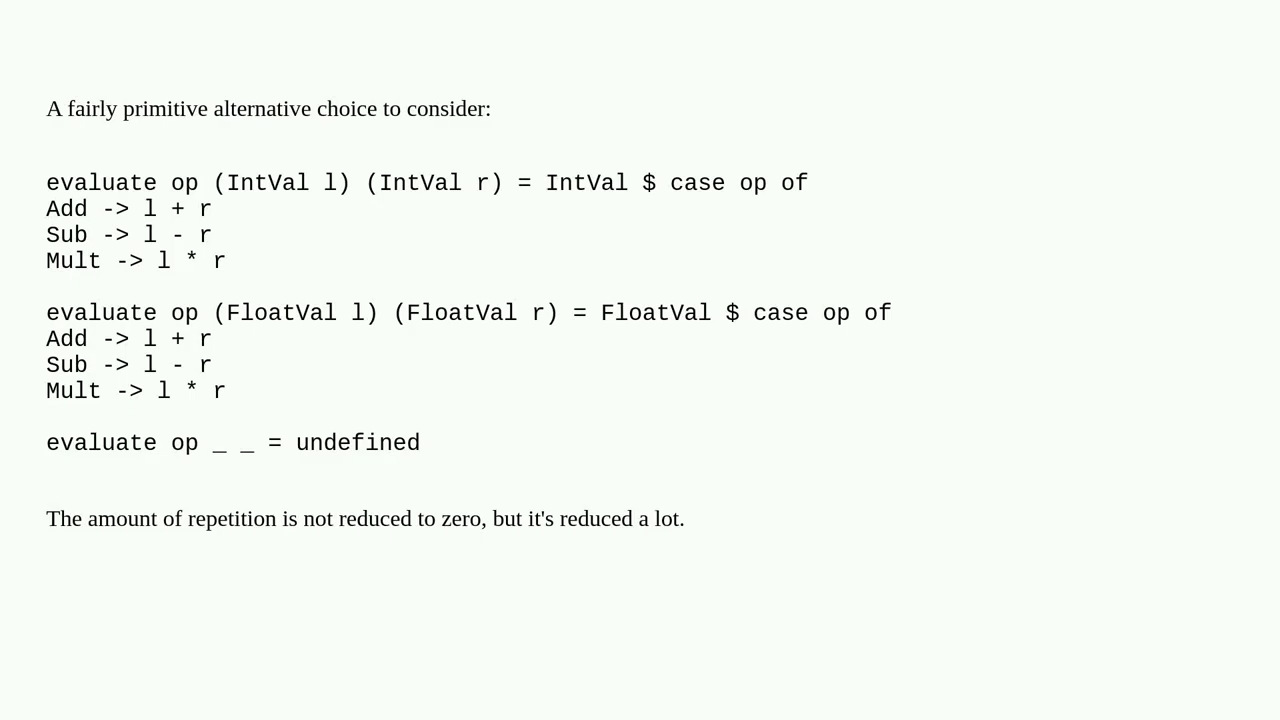 A fairly primitive alternative choice to consider:
evaluate op (IntVal l) (IntVal r) = IntVal $ case op of
Add -> l + r
Sub -> l - r
Mult -> l * r
evaluate op (FloatVal l) (FloatVal r) = FloatVal $ case op of
Add -> l + r
Sub -> l - r
Mult -> l * r
evaluate op _ _ = undefined
The amount of repetition is not reduced to zero, but it's reduced a lot.